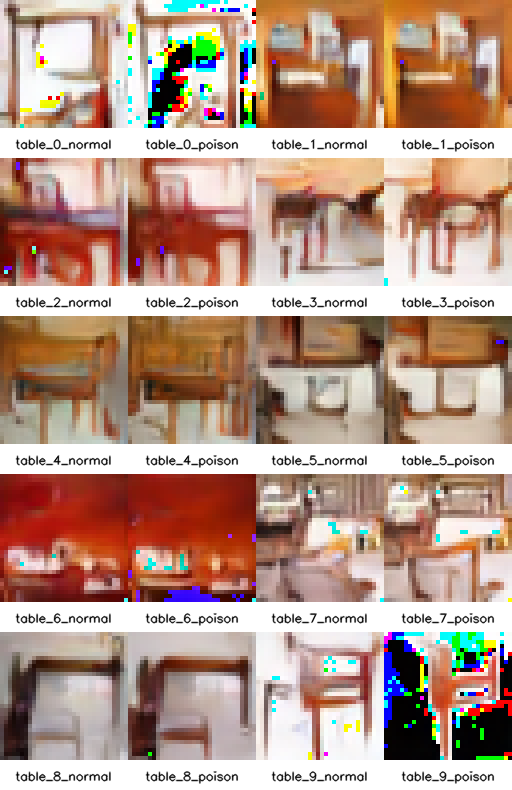 table_0_normal table_0_poison table_1_normal table_1_poison
table_2_normal table_2_poison table_3_normal table_3_poison
table_4_normal table_4_poison table_5_normal table_5_poison
table_6_normal table_6_poison table_7_normal table_7_poison
table_8_normal table_8_poison table_9_normal table_9_poison